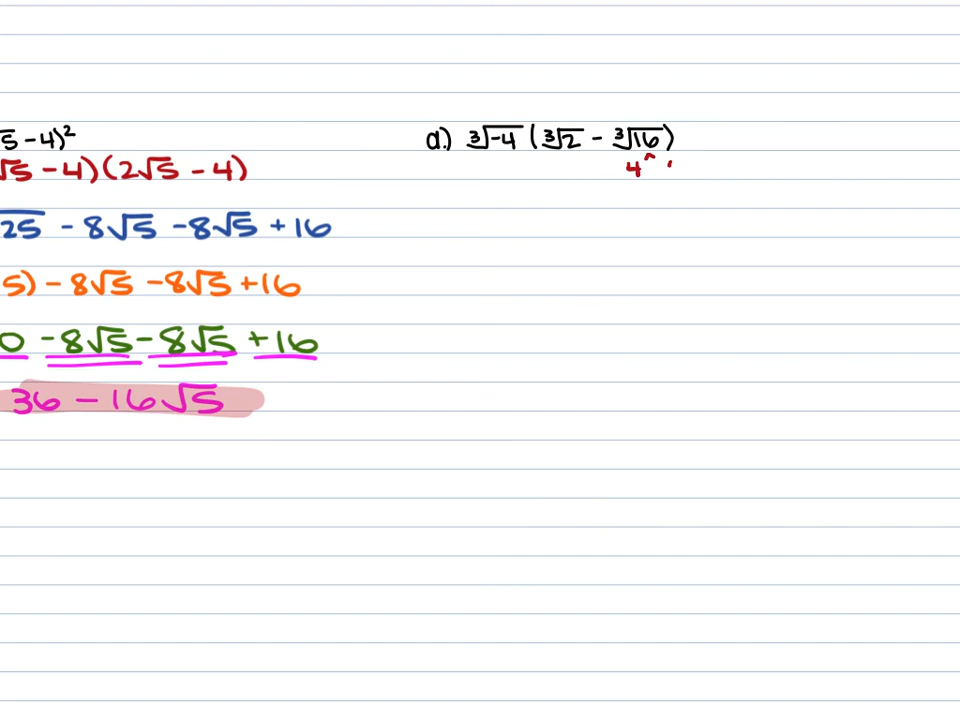 √5 - 4)²
√5 - 4)(2√5 - 4)
√25 - 8√5 - 8√5 + 16
5) - 8√5 - 8√5 + 16
0 - 8√5 - 8√5 + 16
36 - 16√5
d.) ∛-4 (∛2 - ∛16)
4